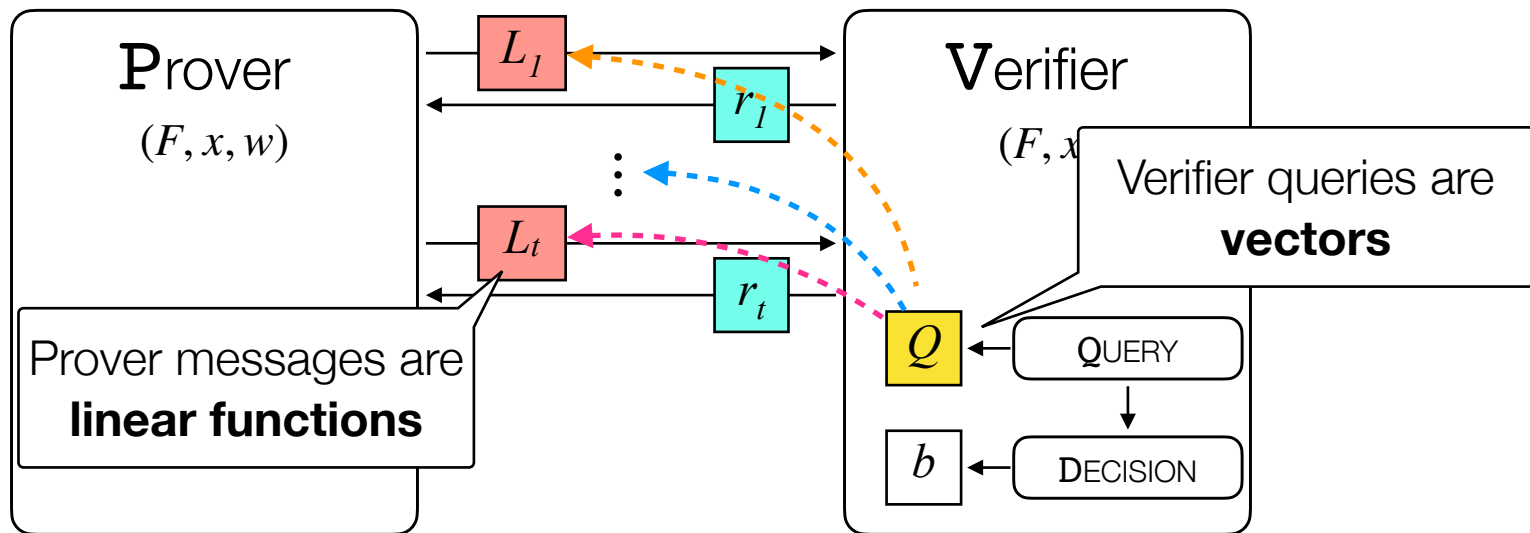 Prover
(F, x, w)
L1
r1
⋮
Lt
rt
Prover messages are
linear functions
Verifier
(F, x
Verifier queries are
vectors
Q
QUERY
b
DECISION